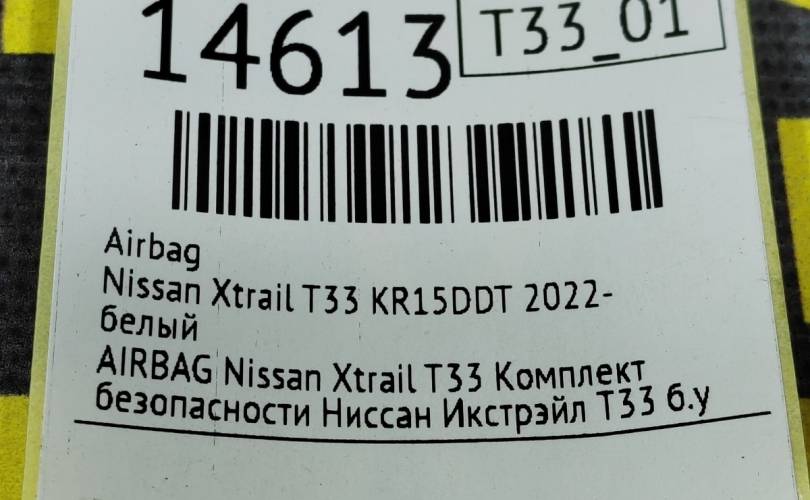 14613
T33_01
Airbag
Nissan Xtrail T33 KR15DDT 2022-
белый
AIRBAG Nissan Xtrail T33 Комплект
безопасности Ниссан Икстрэйл Т33 б.у